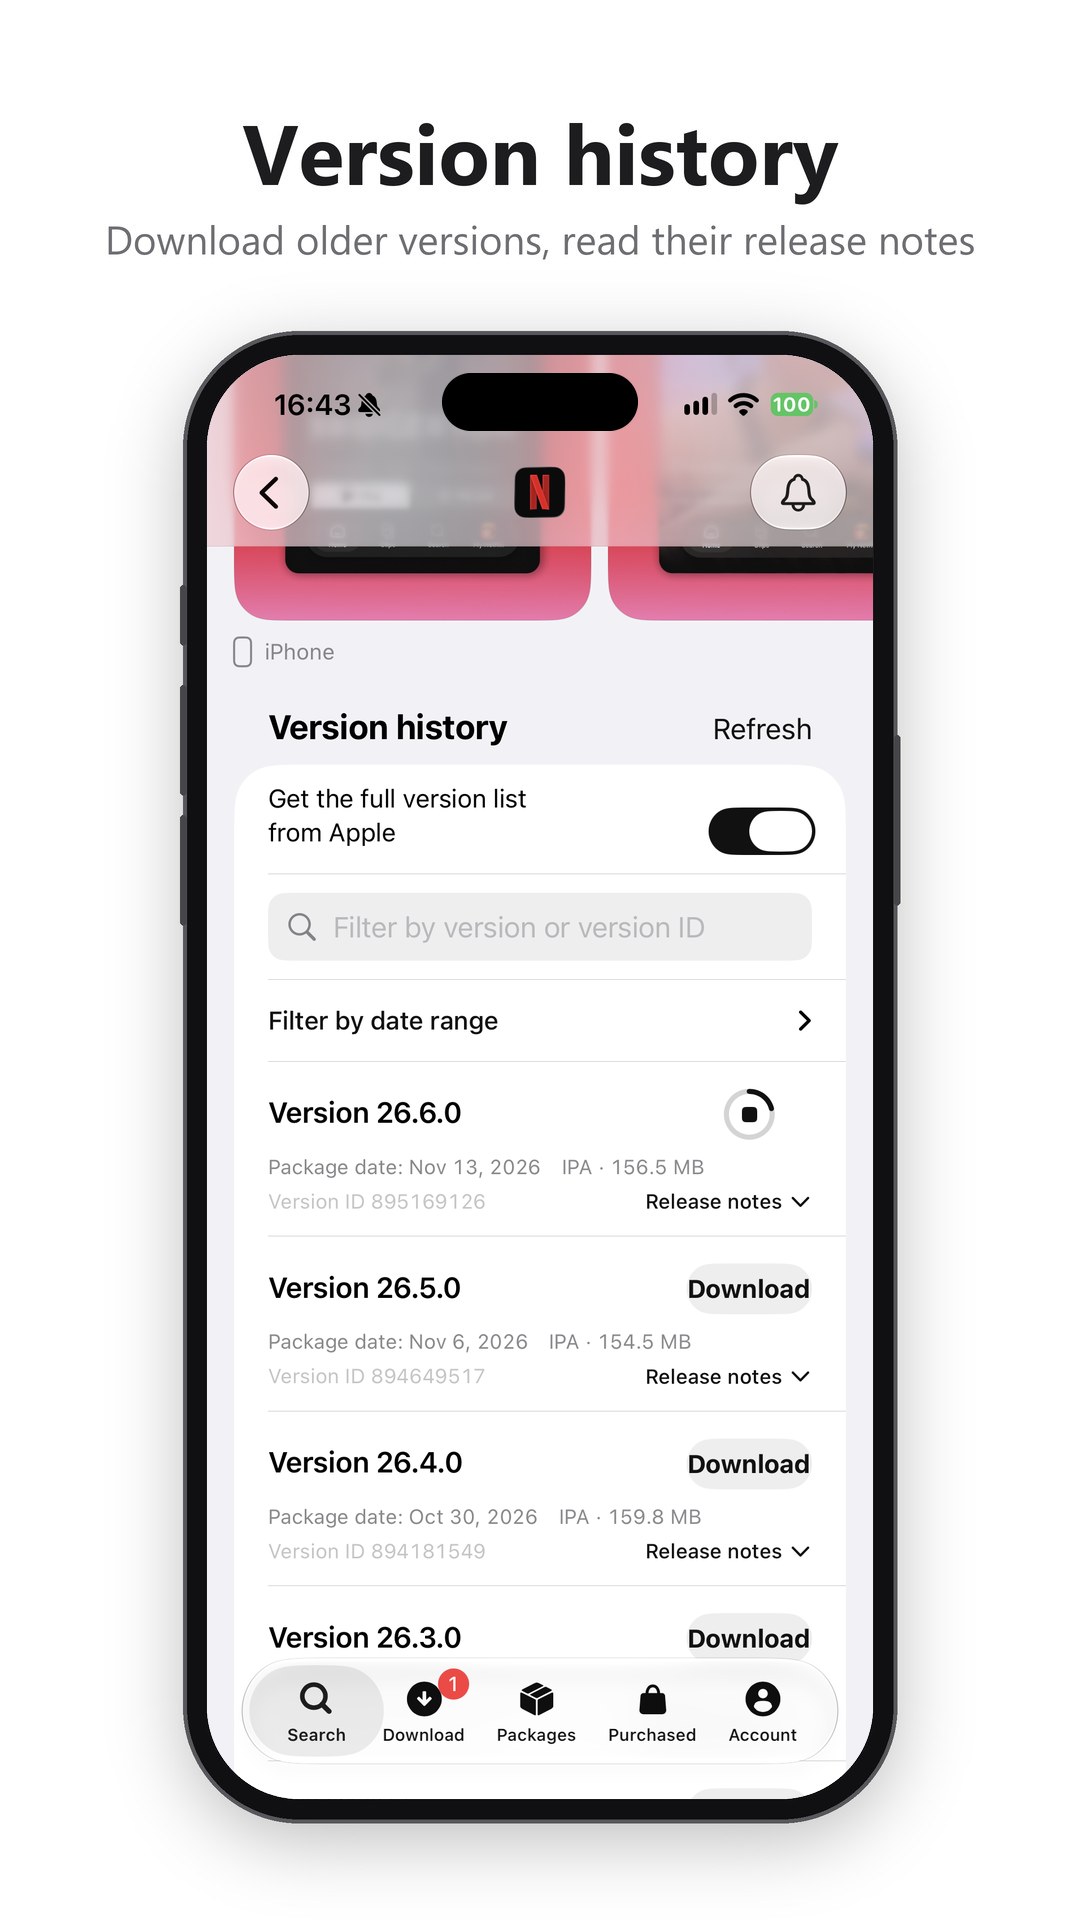 Version history
Download older versions, read their release notes
16:43
100
N
iPhone
Version history
Refresh
Get the full version list
from Apple
Filter by version or version ID
Filter by date range
Version 26.6.0
Package date: Nov 13, 2026 IPA · 156.5 MB
Version ID 895169126
Release notes
Version 26.5.0
Download
Package date: Nov 6, 2026 IPA · 154.5 MB
Version ID 894649517
Release notes
Version 26.4.0
Download
Package date: Oct 30, 2026 IPA · 159.8 MB
Version ID 894181549
Release notes
Version 26.3.0
Download
1
Search
Download
Packages
Purchased
Account